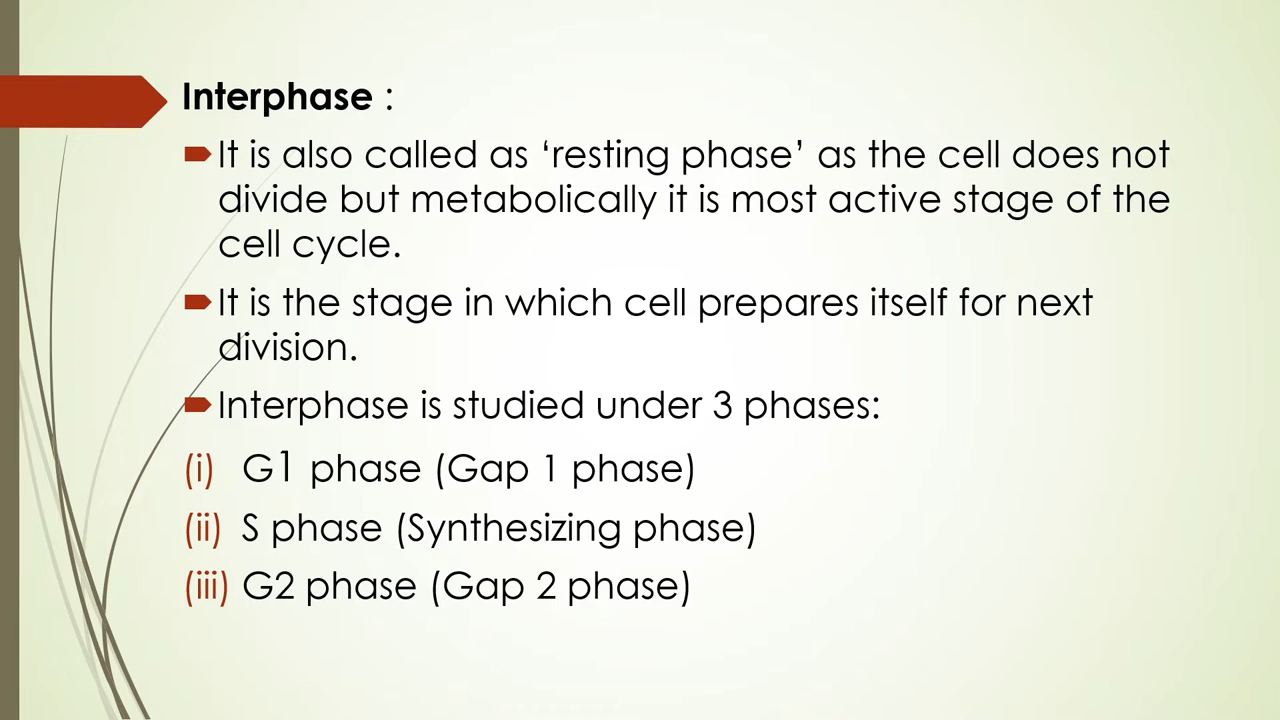 Interphase :
It is also called as ‘resting phase’ as the cell does not
divide but metabolically it is most active stage of the
cell cycle.
It is the stage in which cell prepares itself for next
division.
Interphase is studied under 3 phases:
(i) G1 phase (Gap 1 phase)
(ii) S phase (Synthesizing phase)
(iii) G2 phase (Gap 2 phase)